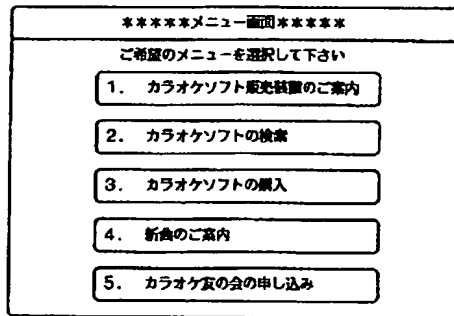 *****メニュー画面*****
ご希望のメニューを選択して下さい
1. カラオケソフト販売装置のご案内
2. カラオケソフトの検索
3. カラオケソフトの購入
4. 新曲のご案内
5. カラオケ友の会の申し込み